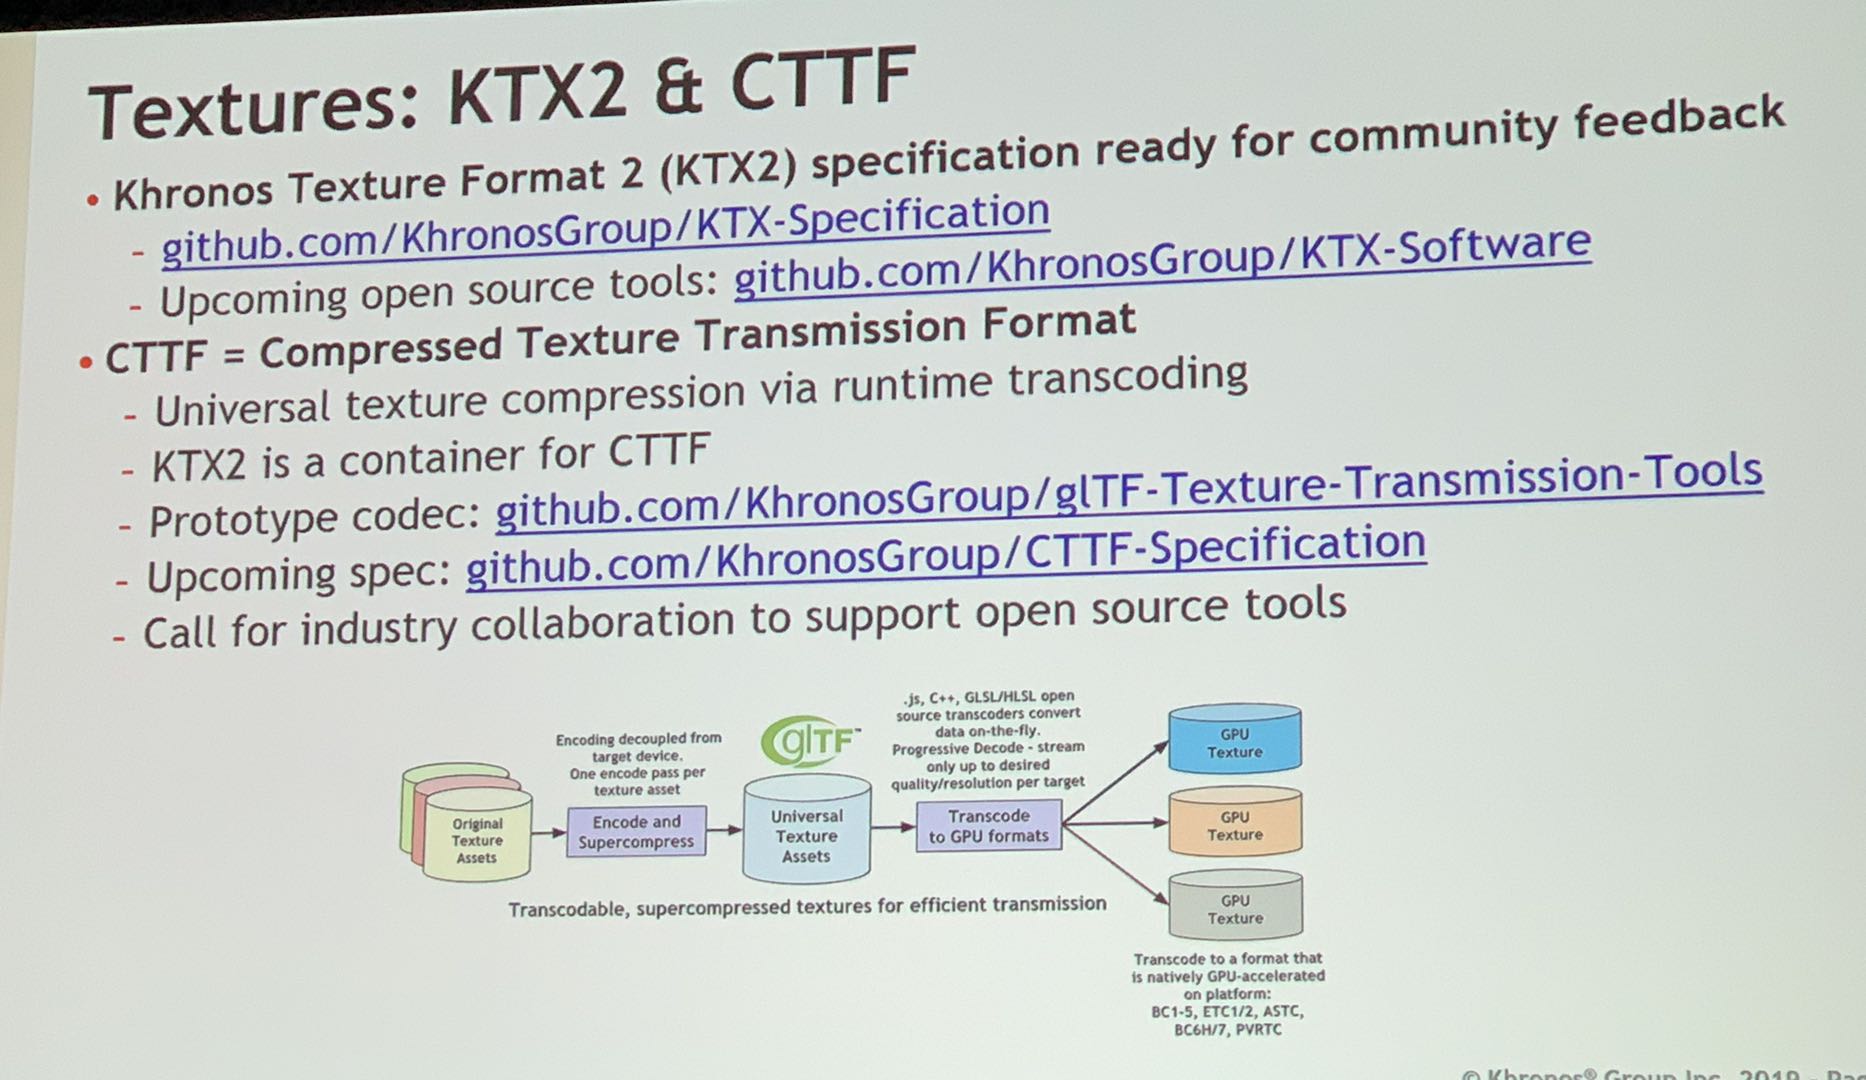 Textures: KTX2 & CTTF
• Khronos Texture Format 2 (KTX2) specification ready for community feedback
- github.com/KhronosGroup/KTX-Specification
- Upcoming open source tools: github.com/KhronosGroup/KTX-Software
• CTTF = Compressed Texture Transmission Format
- Universal texture compression via runtime transcoding
- KTX2 is a container for CTTF
- Prototype codec: github.com/KhronosGroup/glTF-Texture-Transmission-Tools
- Upcoming spec: github.com/KhronosGroup/CTTF-Specification
- Call for industry collaboration to support open source tools
Original
Texture
Assets
Encoding decoupled from
target device.
One encode pass per
texture asset
Encode and
Supercompress
glTF™
Universal
Texture
Assets
.js, C++, GLSL/HLSL open
source transcoders convert
data on-the-fly.
Progressive Decode - stream
only up to desired
quality/resolution per target
Transcode
to GPU formats
GPU
Texture
GPU
Texture
GPU
Texture
Transcodable, supercompressed textures for efficient transmission
Transcode to a format that
is natively GPU-accelerated
on platform:
BC1-5, ETC1/2, ASTC,
BC6H/7, PVRTC
© Khronos® Group Inc. 2019 -